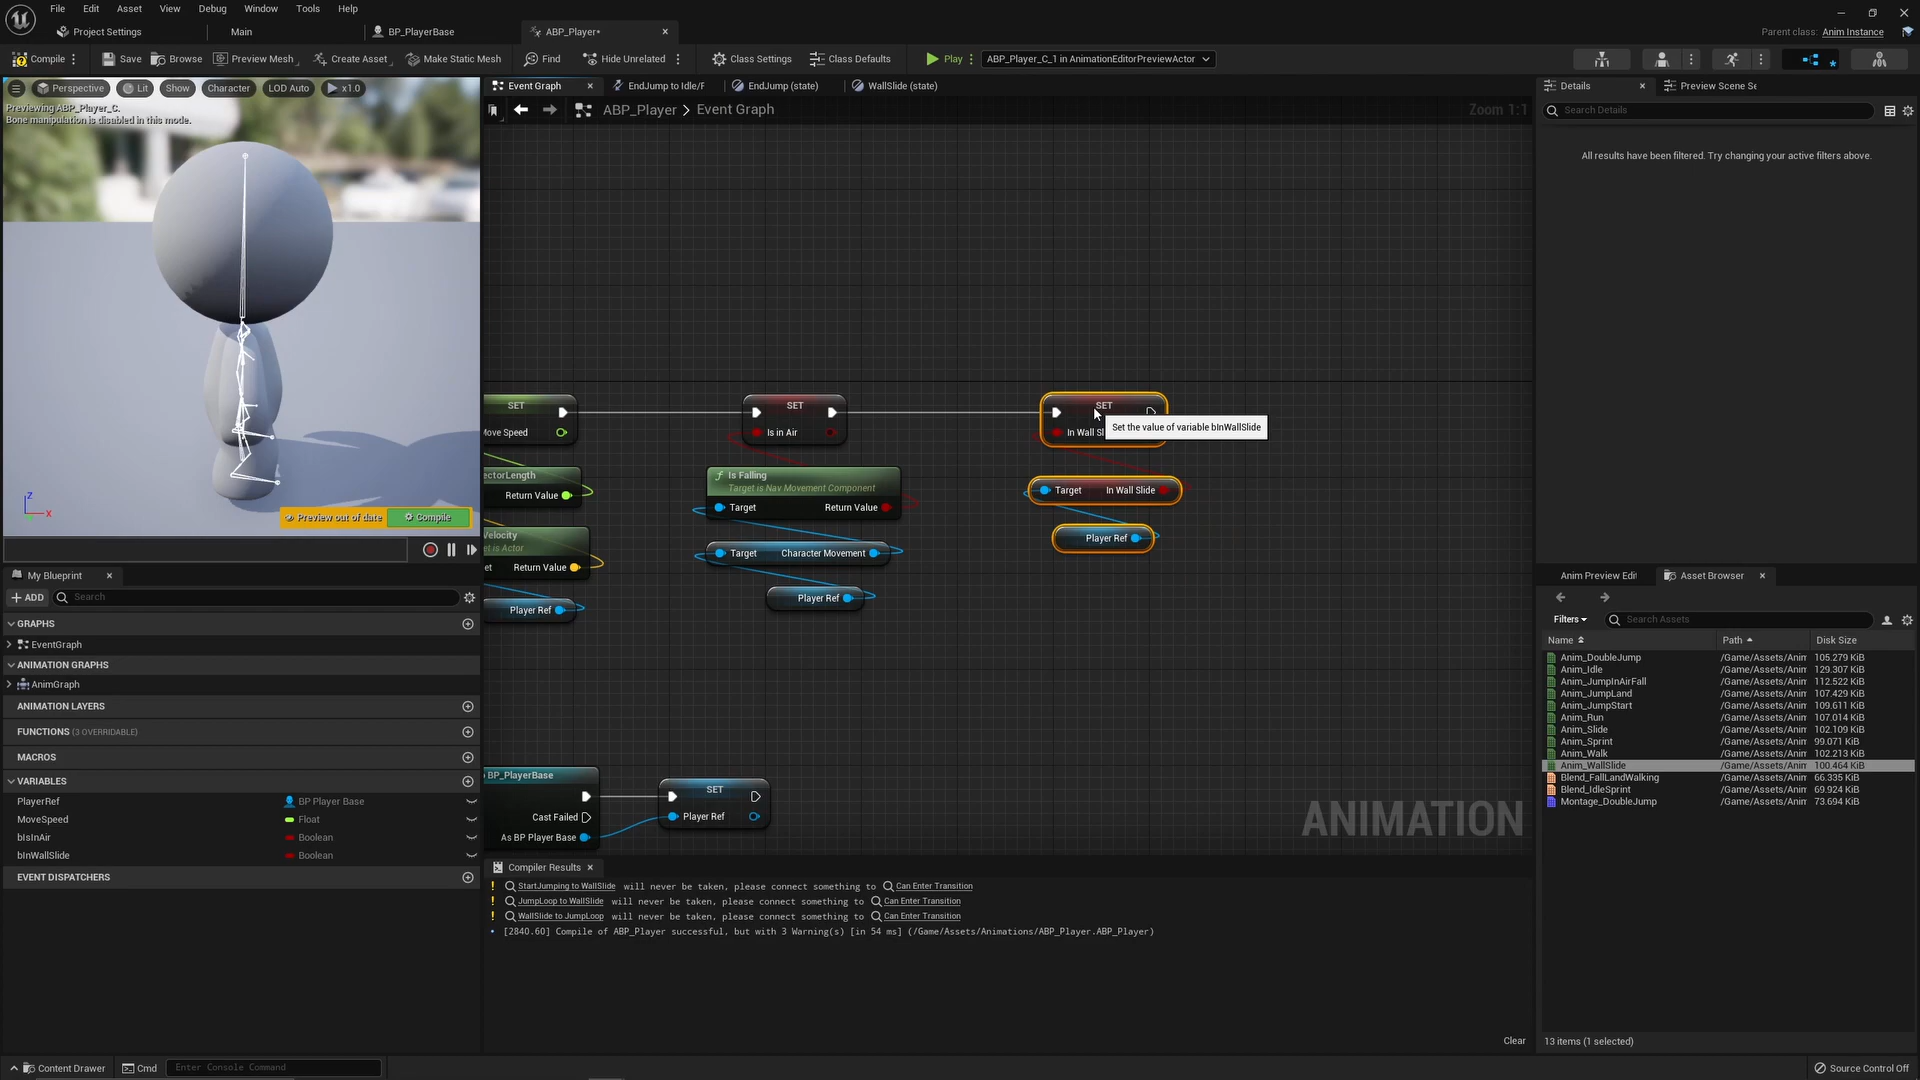 File Edit Asset View Debug Window Tools Help
Project Settings
Main
BP_PlayerBase
ABP_Player*
Parent class: Anim Instance
Compile
Save
Browse
Preview Mesh
Create Asset
Make Static Mesh
Find
Hide Unrelated
Class Settings
Class Defaults
Play
ABP_Player_C_1 in AnimationEditorPreviewActor
Perspective
Lit
Show
Character
LOD Auto
x1.0
Previewing ABP_Player_C.
Bone manipulation is disabled in this mode.
Z
X
Preview out of date
Compile
Event Graph
EndJump to Idle/F
EndJump (state)
WallSlide (state)
ABP_Player > Event Graph
Zoom 1:1
SET
Move Speed
SET
Is in Air
SET
In Wall Sl
Set the value of variable bInWallSlide
ectorLength
Return Value
Is Falling
Target is Nav Movement Component
Target
Return Value
Target
In Wall Slide
Velocity
et is Actor
et
Return Value
Target
Character Movement
Player Ref
Player Ref
Player Ref
BP_PlayerBase
Cast Failed
As BP Player Base
SET
Player Ref
ANIMATION
My Blueprint
ADD
Search
GRAPHS
EventGraph
ANIMATION GRAPHS
AnimGraph
ANIMATION LAYERS
FUNCTIONS (3 OVERRIDABLE)
MACROS
VARIABLES
PlayerRef BP Player Base
MoveSpeed Float
bIsInAir Boolean
bInWallSlide Boolean
EVENT DISPATCHERS
Compiler Results
StartJumping to WallSlide will never be taken, please connect something to Can Enter Transition
JumpLoop to WallSlide will never be taken, please connect something to Can Enter Transition
WallSlide to JumpLoop will never be taken, please connect something to Can Enter Transition
[2840.60] Compile of ABP_Player successful, but with 3 Warning(s) [in 54 ms] (/Game/Assets/Animations/ABP_Player.ABP_Player)
Clear
Details
Preview Scene Se
Search Details
All results have been filtered. Try changing your active filters above.
Anim Preview Edit
Asset Browser
Filters
Search Assets
Name Path Disk Size
Anim_DoubleJump /Game/Assets/Anim 105.279 KiB
Anim_Idle /Game/Assets/Anim 129.307 KiB
Anim_JumpInAirFall /Game/Assets/Anim 112.522 KiB
Anim_JumpLand /Game/Assets/Anim 107.429 KiB
Anim_JumpStart /Game/Assets/Anim 109.611 KiB
Anim_Run /Game/Assets/Anim 107.014 KiB
Anim_Slide /Game/Assets/Anim 102.109 KiB
Anim_Sprint /Game/Assets/Anim 99.071 KiB
Anim_Walk /Game/Assets/Anim 102.213 KiB
Anim_WallSlide /Game/Assets/Anim 100.464 KiB
Blend_FallLandWalking /Game/Assets/Anim 66.335 KiB
Blend_IdleSprint /Game/Assets/Anim 69.924 KiB
Montage_DoubleJump /Game/Assets/Anim 73.694 KiB
13 items (1 selected)
Content Drawer
Cmd
Enter Console Command
Source Control Off